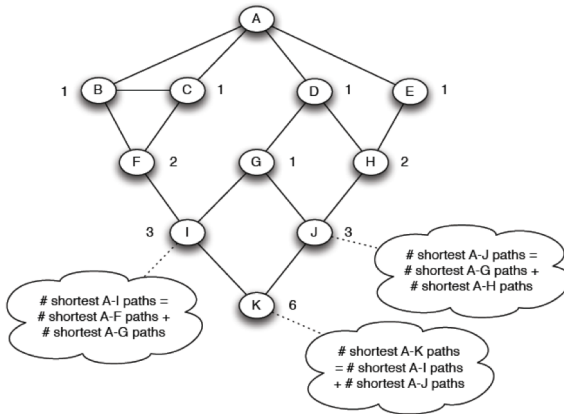 A
1 B C 1 D 1 E 1
F 2 G 1 H 2
3 I J 3
K 6
# shortest A-I paths =
# shortest A-F paths +
# shortest A-G paths
# shortest A-J paths =
# shortest A-G paths +
# shortest A-H paths
# shortest A-K paths
= # shortest A-I paths
+ # shortest A-J paths